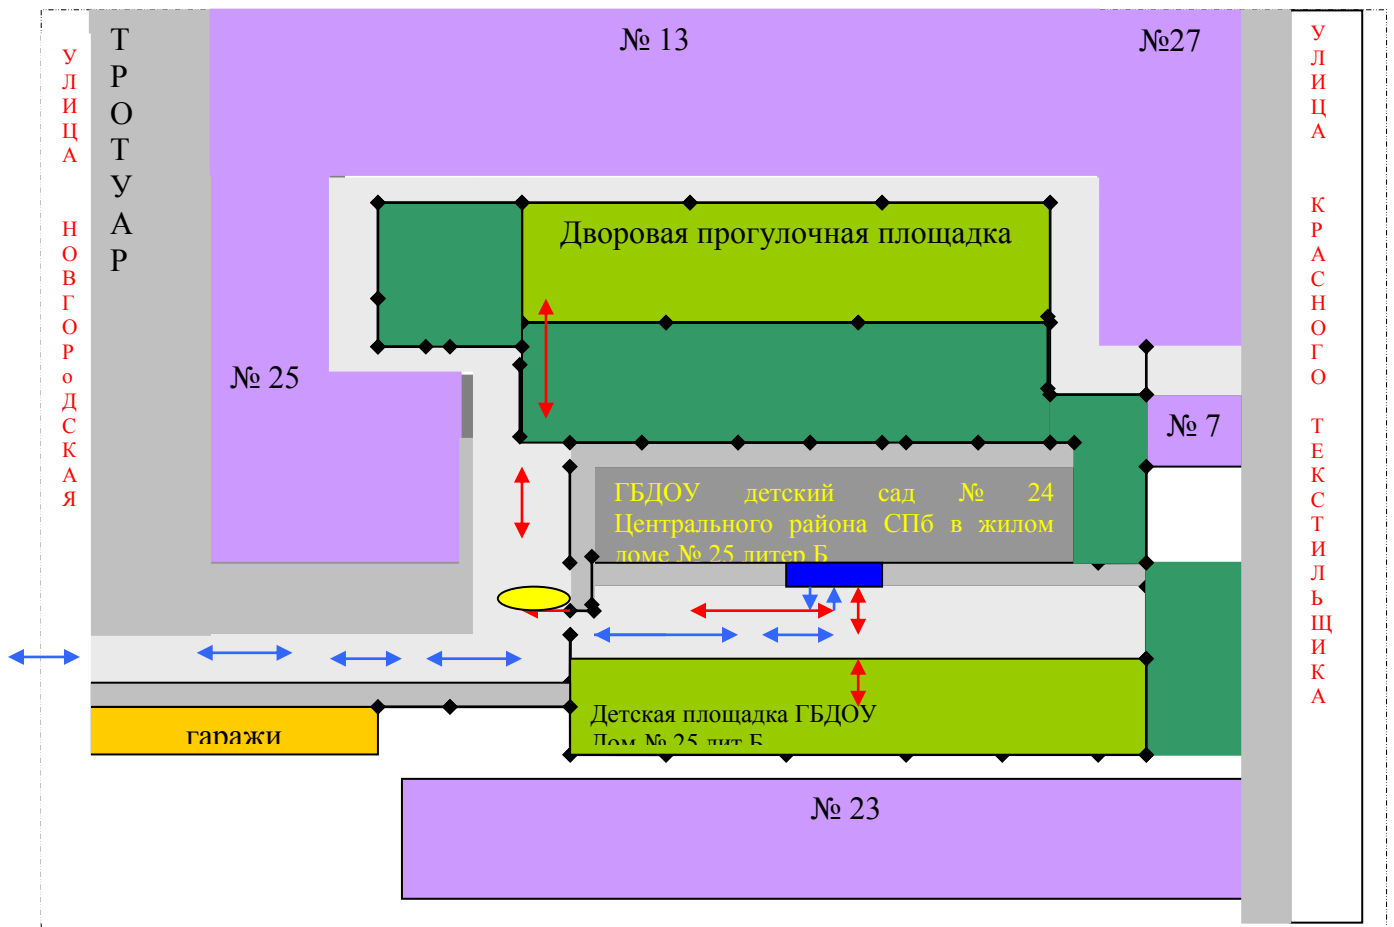 УЛИЦА НОВГОРоДСКАЯ
ТРОТУАР
№ 13
№27
УЛИЦА КРАСНОГО ТЕКСТИЛЬЩИКА
Дворовая прогулочная площадка
№ 25
№ 7
ГБДОУ детский сад № 24
Центрального района СПб в жилом
доме № 25 литер Б
Детская площадка ГБДОУ
Дом № 25 лит Б
гаражи
№ 23